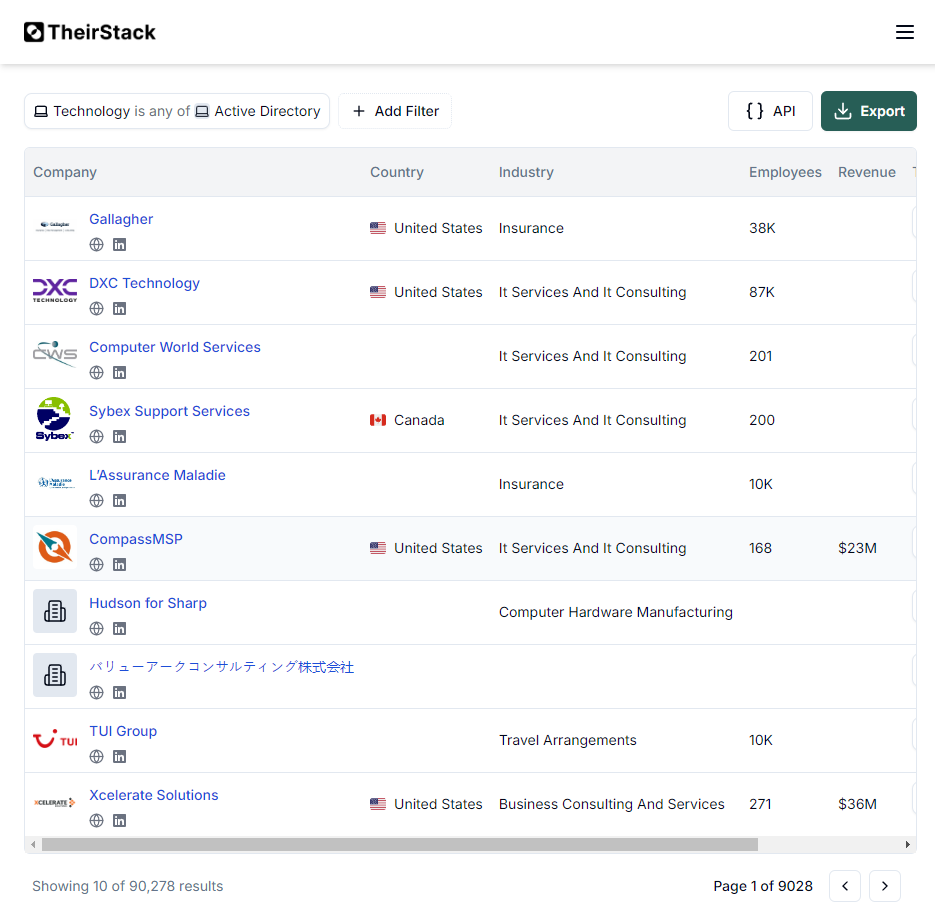 TheirStack
Technology is any of Active Directory
Add Filter
API
Export
Company Country Industry Employees Revenue
Gallagher
United States Insurance 38K
DXC TECHNOLOGY
DXC Technology
United States It Services And It Consulting 87K
CWS
Computer World Services
It Services And It Consulting 201
Sybex
Sybex Support Services
Canada It Services And It Consulting 200
L'Assurance Maladie
Insurance 10K
CompassMSP
United States It Services And It Consulting 168 $23M
Hudson for Sharp
Computer Hardware Manufacturing
バリューアークコンサルティング株式会社
TUI
TUI Group
Travel Arrangements 10K
XCELERATE
Xcelerate Solutions
United States Business Consulting And Services 271 $36M
Showing 10 of 90,278 results
Page 1 of 9028